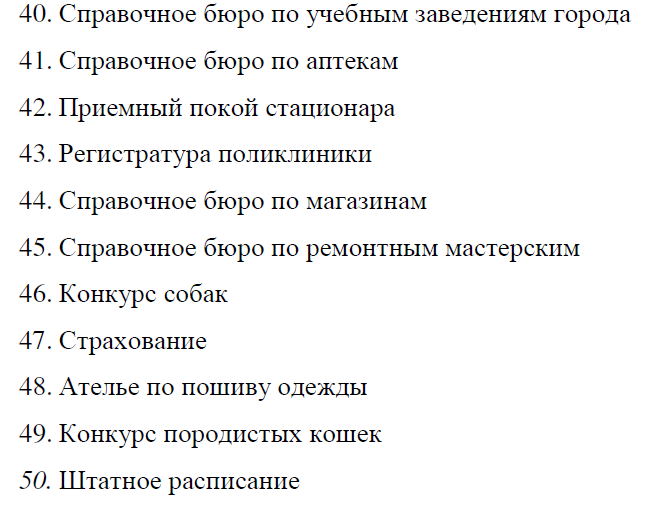 40. Справочное бюро по учебным заведениям города
41. Справочное бюро по аптекам
42. Приемный покой стационара
43. Регистратура поликлиники
44. Справочное бюро по магазинам
45. Справочное бюро по ремонтным мастерским
46. Конкурс собак
47. Страхование
48. Ателье по пошиву одежды
49. Конкурс породистых кошек
50. Штатное расписание